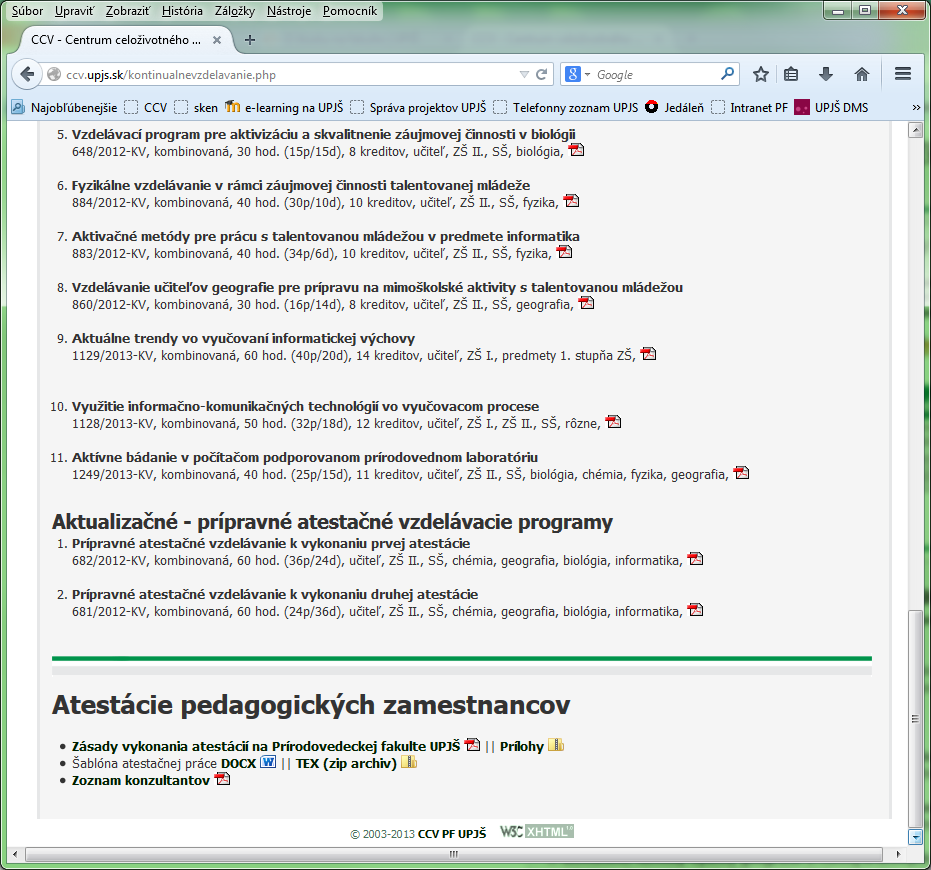 Súbor Upraviť Zobraziť História Záložky Nástroje Pomocník
CCV - Centrum celoživotného ...
ccv.upjs.sk/kontinualnevzdelavanie.php
Google
Najobľúbenejšie CCV sken e-learning na UPJŠ Správa projektov UPJŠ Telefonny zoznam UPJS Jedáleň Intranet PF UPJŠ DMS »
5. Vzdelávací program pre aktivizáciu a skvalitnenie záujmovej činnosti v biológii
648/2012-KV, kombinovaná, 30 hod. (15p/15d), 8 kreditov, učiteľ, ZŠ II., SŠ, biológia,
6. Fyzikálne vzdelávanie v rámci záujmovej činnosti talentovanej mládeže
884/2012-KV, kombinovaná, 40 hod. (30p/10d), 10 kreditov, učiteľ, ZŠ II., SŠ, fyzika,
7. Aktivačné metódy pre prácu s talentovanou mládežou v predmete informatika
883/2012-KV, kombinovaná, 40 hod. (34p/6d), 10 kreditov, učiteľ, ZŠ II., SŠ, fyzika,
8. Vzdelávanie učiteľov geografie pre prípravu na mimoškolské aktivity s talentovanou mládežou
860/2012-KV, kombinovaná, 30 hod. (16p/14d), 8 kreditov, učiteľ, ZŠ II., SŠ, geografia,
9. Aktuálne trendy vo vyučovaní informatickej výchovy
1129/2013-KV, kombinovaná, 60 hod. (40p/20d), 14 kreditov, učiteľ, ZŠ I., predmety 1. stupňa ZŠ,
10. Využitie informačno-komunikačných technológií vo vyučovacom procese
1128/2013-KV, kombinovaná, 50 hod. (32p/18d), 12 kreditov, učiteľ, ZŠ I., ZŠ II., SŠ, rôzne,
11. Aktívne bádanie v počítačom podporovanom prírodovednom laboratóriu
1249/2013-KV, kombinovaná, 40 hod. (25p/15d), 11 kreditov, učiteľ, ZŠ II., SŠ, biológia, chémia, fyzika, geografia,
Aktualizačné - prípravné atestačné vzdelávacie programy
1. Prípravné atestačné vzdelávanie k vykonaniu prvej atestácie
682/2012-KV, kombinovaná, 60 hod. (36p/24d), učiteľ, ZŠ II., SŠ, chémia, geografia, biológia, informatika,
2. Prípravné atestačné vzdelávanie k vykonaniu druhej atestácie
681/2012-KV, kombinovaná, 60 hod. (24p/36d), učiteľ, ZŠ II., SŠ, chémia, geografia, biológia, informatika,
Atestácie pedagogických zamestnancov
• Zásady vykonania atestácií na Prírodovedeckej fakulte UPJŠ || Prílohy
• Šablóna atestačnej práce DOCX || TEX (zip archiv)
• Zoznam konzultantov
© 2003-2013 CCV PF UPJŠ W3C XHTML 1.0